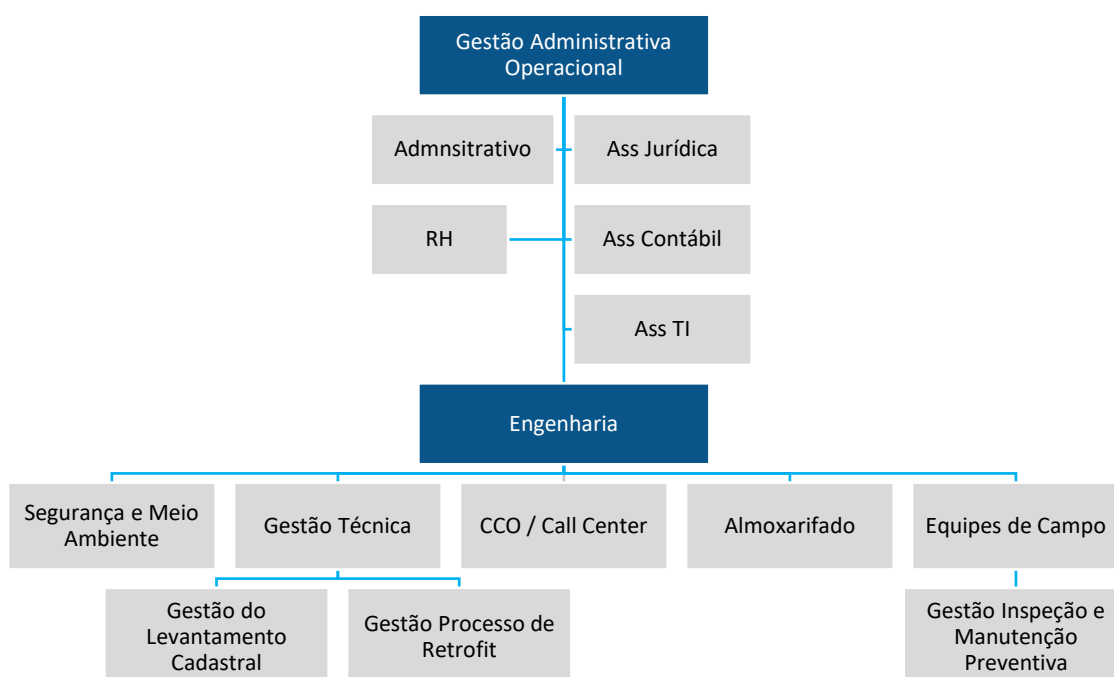 Gestão Administrativa
Operacional
Admnsitrativo
Ass Jurídica
RH
Ass Contábil
Ass TI
Engenharia
Segurança e Meio
Ambiente
Gestão Técnica
CCO / Call Center
Almoxarifado
Equipes de Campo
Gestão do
Levantamento
Cadastral
Gestão Processo de
Retrofit
Gestão Inspeção e
Manutenção
Preventiva